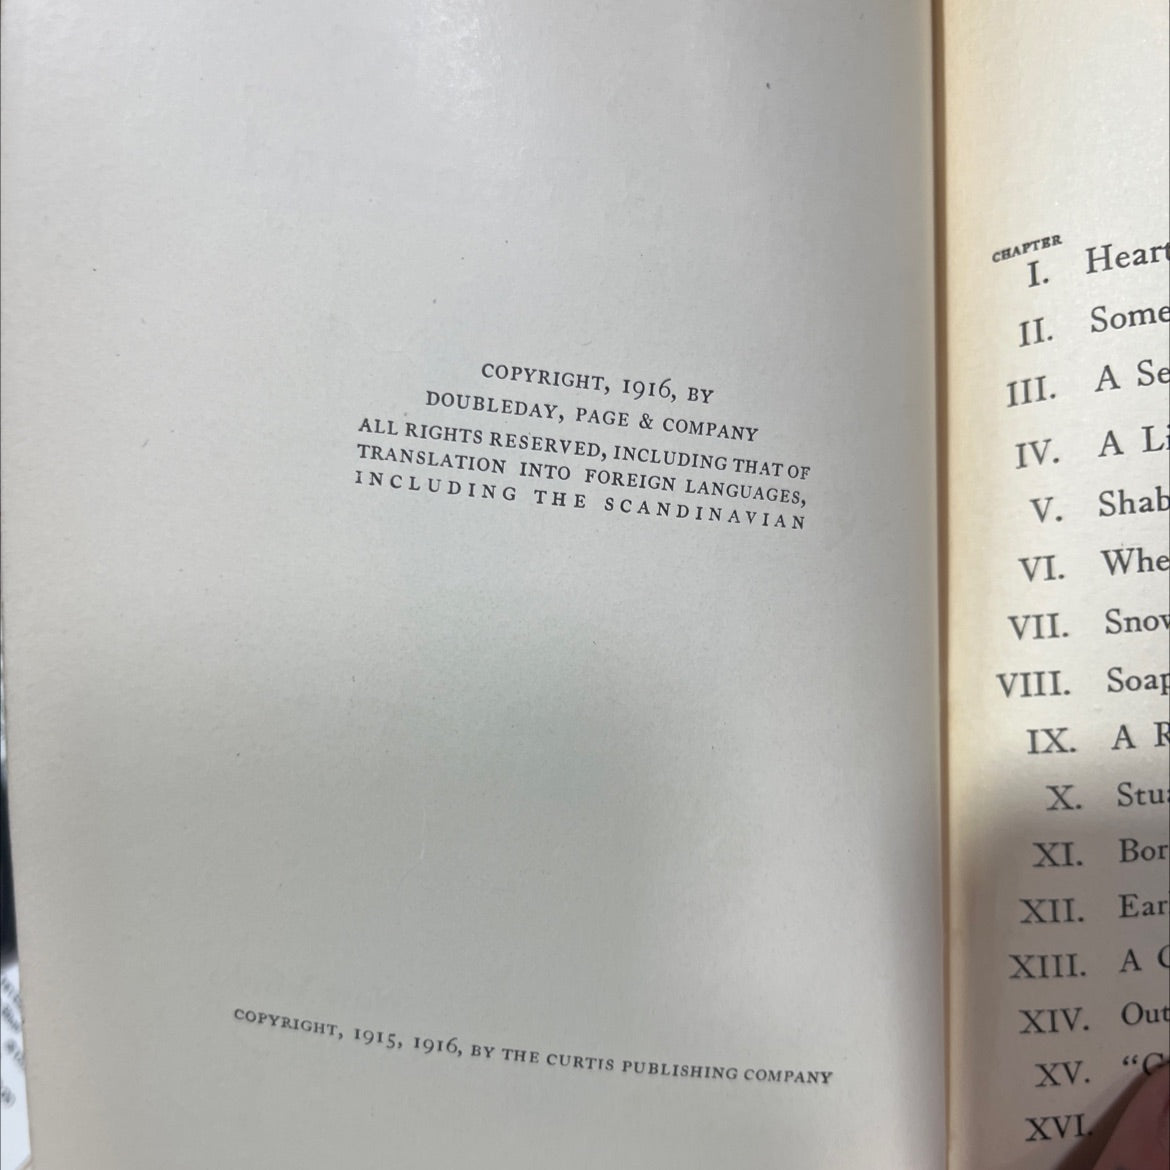 COPYRIGHT, 1916, BY
DOUBLEDAY, PAGE & COMPANY
ALL RIGHTS RESERVED, INCLUDING THAT OF
TRANSLATION INTO FOREIGN LANGUAGES,
INCLUDING THE SCANDINAVIAN
COPYRIGHT, 1915, 1916, BY THE CURTIS PUBLISHING COMPANY
CHAPTER
I. Heart
II. Some
III. A Se
IV. A Li
V. Shab
VI. Whe
VII. Snow
VIII. Soap
IX. A R
X. Stu
XI. Bor
XII. Ear
XIII. A
XIV. Out
XV.
XVI.